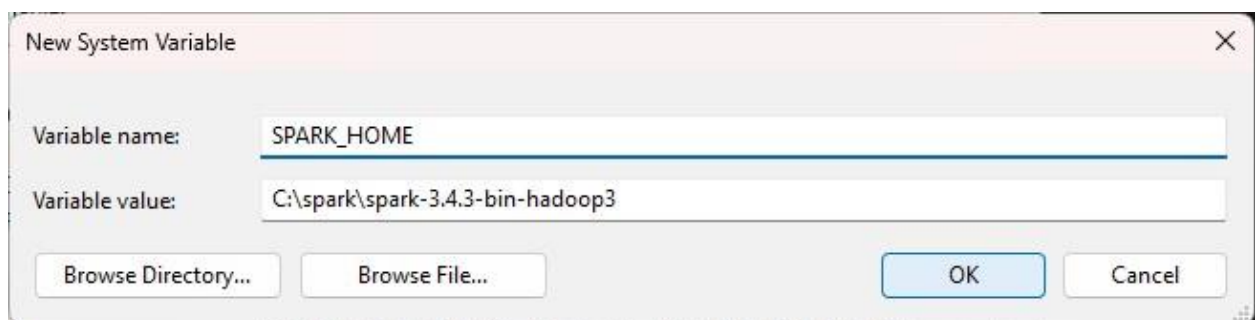 New System Variable
Variable name: SPARK_HOME
Variable value: C:\spark\spark-3.4.3-bin-hadoop3
Browse Directory... Browse File... OK Cancel